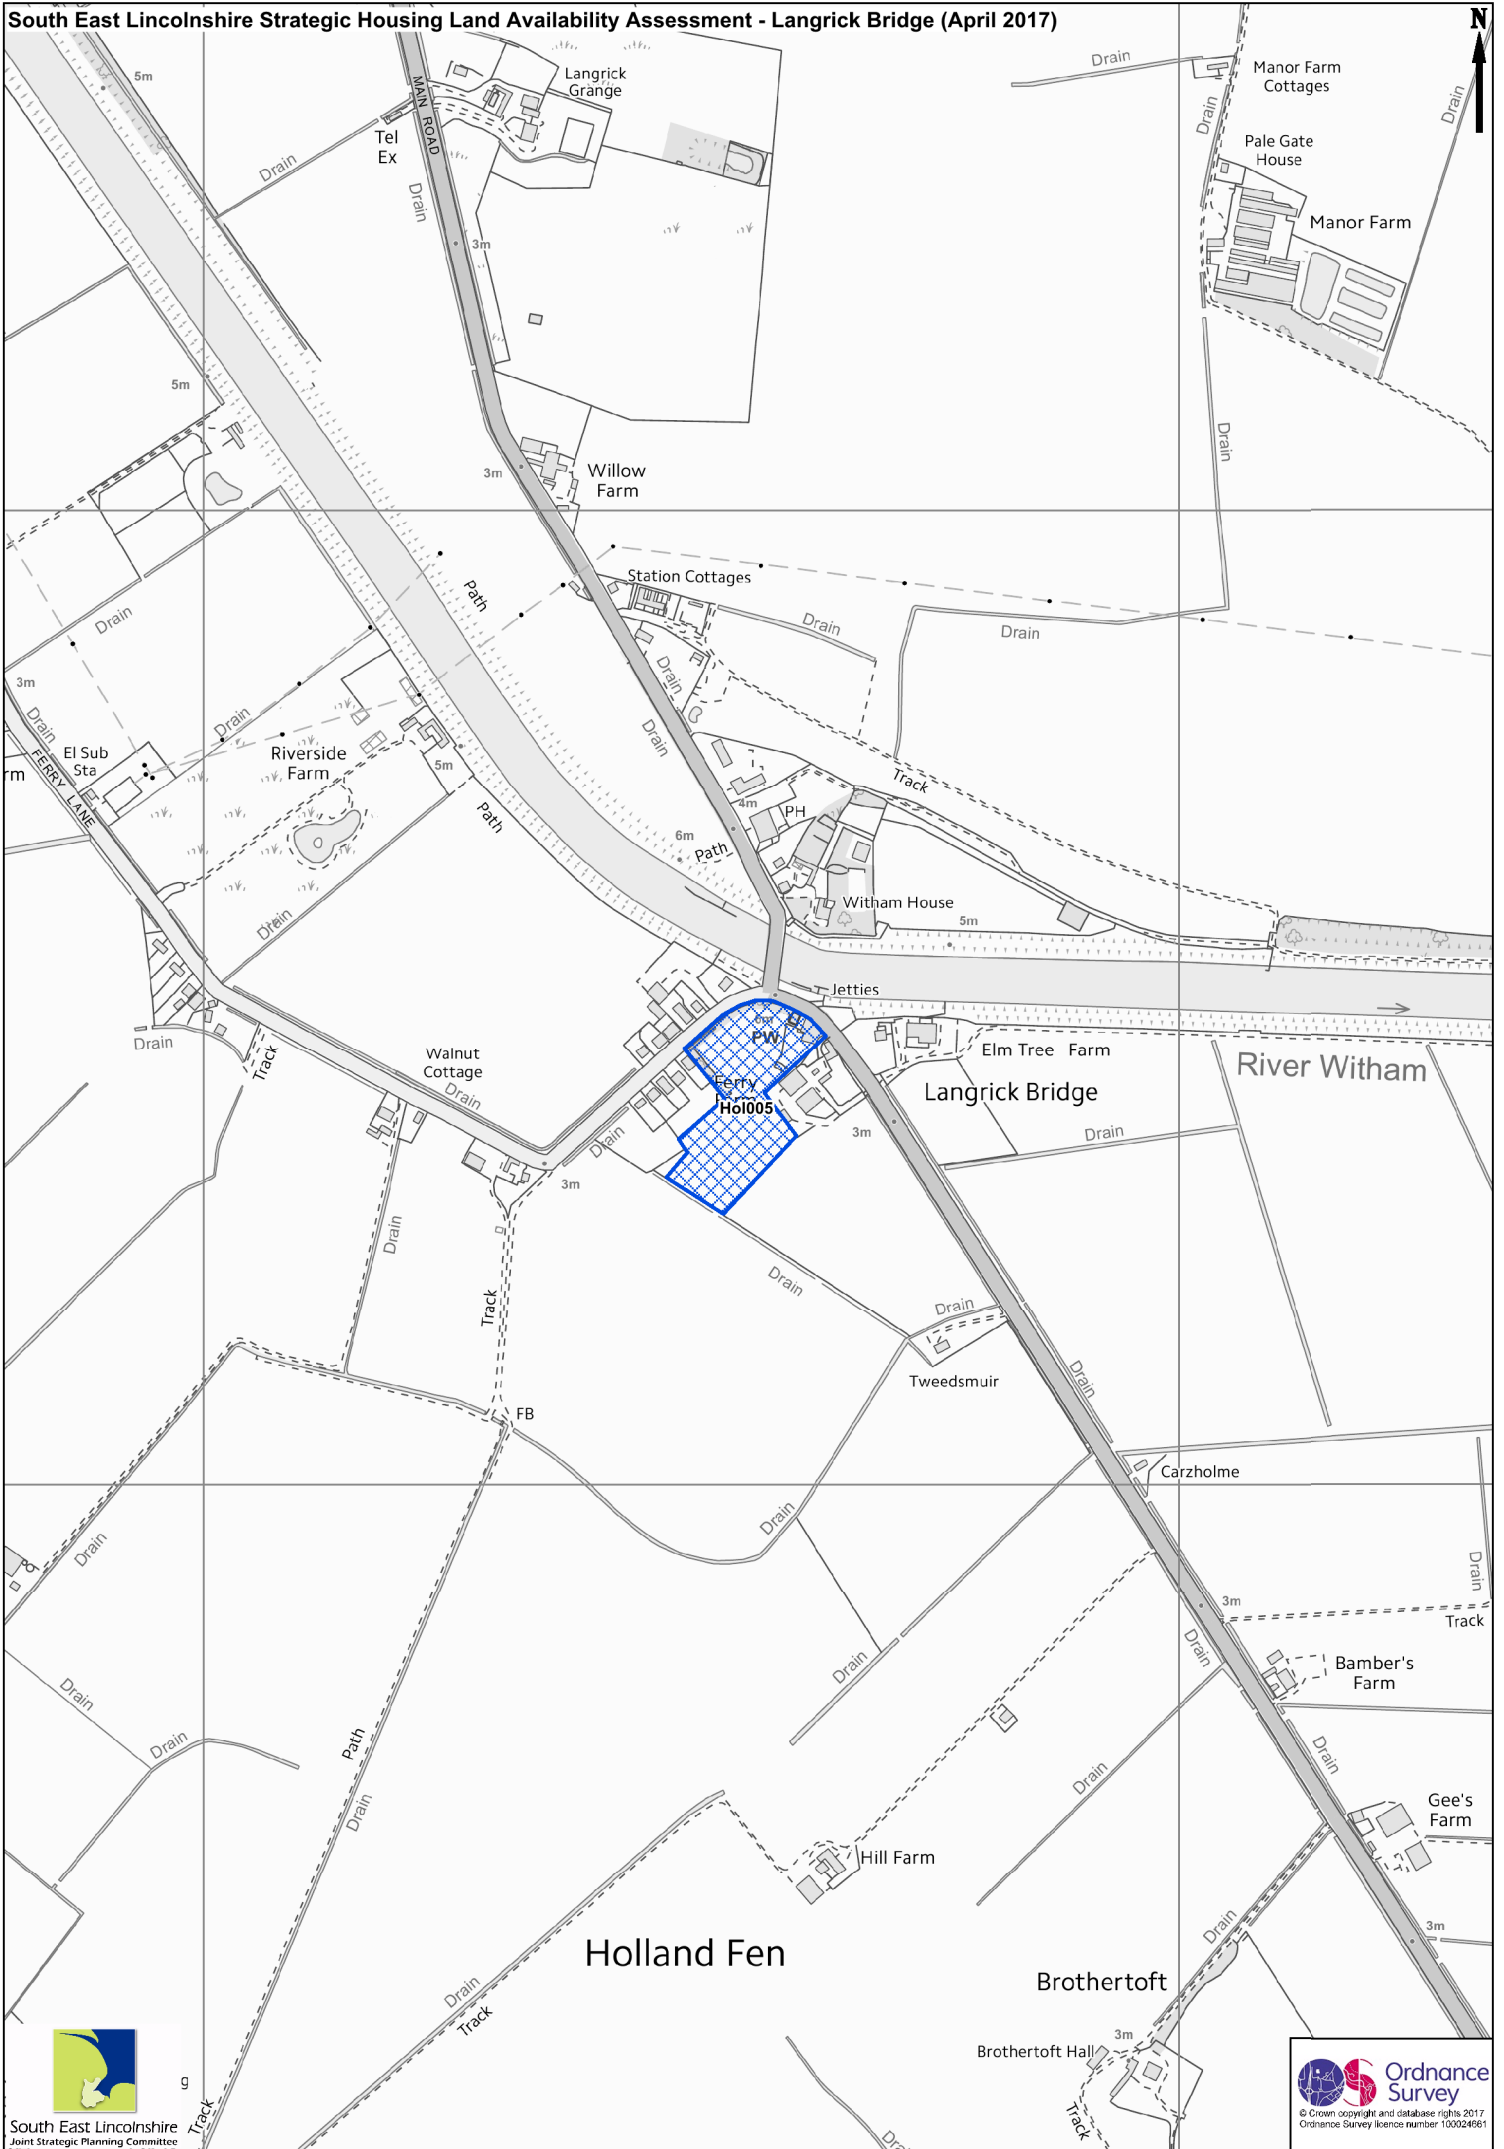 South East Lincolnshire Strategic Housing Land Availability Assessment - Langrick Bridge (April 2017)
N
5m
MAIN ROAD
Langrick
Grange
Drain
Manor Farm
Cottages
Drain
Drain
Tel
Ex
Drain
Drain
Pale Gate
House
Manor Farm
3m
5m
Drain
3m
Willow
Farm
Path
Station Cottages
Drain
Drain
Drain
Drain
3m
Drain
Drain
Drain
El Sub
Sta
rm
FERRY LANE
Riverside
Farm
5m
Track
Path
4m
PH
6m
Path
Witham House
5m
Drain
Jetties
Drain
Track
Walnut
Cottage
Drain
PW
Elm Tree Farm
River Witham
Ferry
Hol005
Langrick Bridge
3m
Drain
Drain
3m
Drain
Track
Drain
Drain
Tweedsmuir
Drain
FB
Carzholme
Drain
Drain
Drain
3m
Track
Drain
Bamber's
Farm
Drain
Drain
Drain
Path
Drain
Drain
Drain
Gee's
Farm
Hill Farm
Drain
3m
Holland Fen
Brothertoft
Drain
Track
3m
Brothertoft Hall
Track
Track
g
South East Lincolnshire
Joint Strategic Planning Committee
Ordnance
Survey
© Crown copyright and database rights 2017
Ordnance Survey licence number 100024661